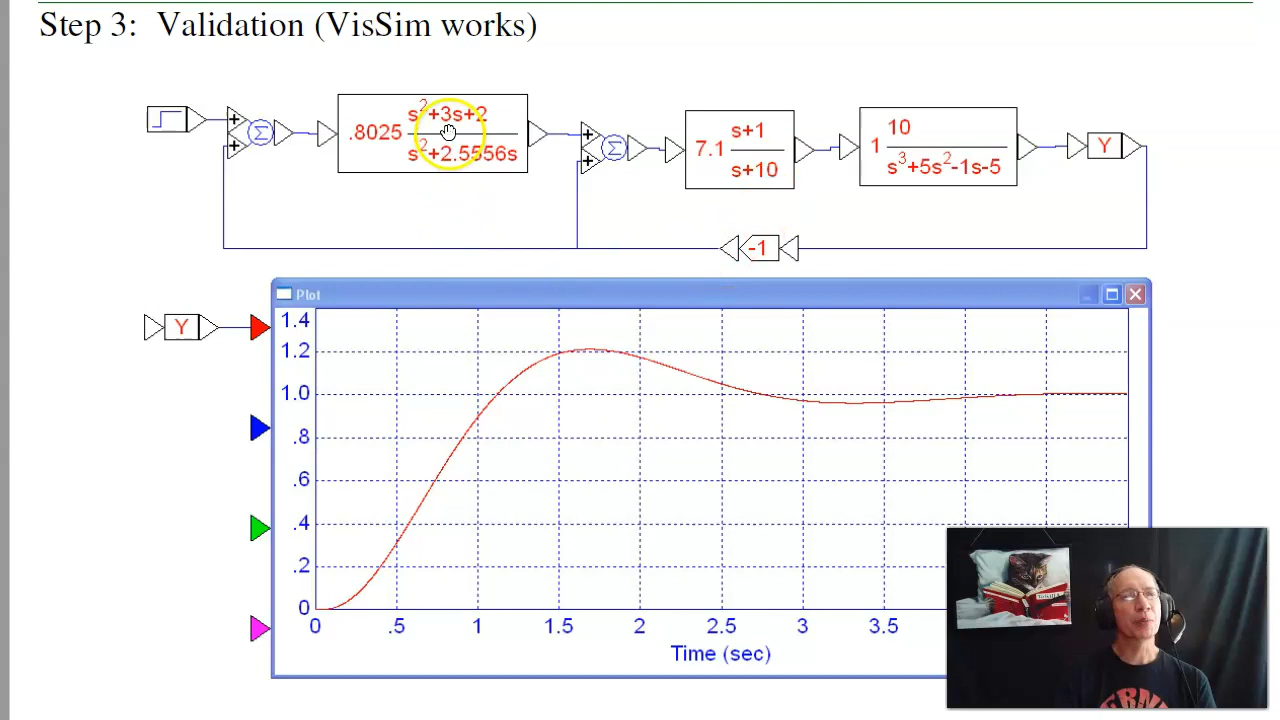 Step 3: Validation (VisSim works)
.8025 s²+3s+2
s²+2.5556s
7.1 s+1
s+10
1 10
s³+5s²-1s-5
Y
+
+
Σ
+
+
Σ
-1
Plot
Y
1.4
1.2
1.0
.8
.6
.4
.2
0
0 .5 1 1.5 2 2.5 3 3.5
Time (sec)